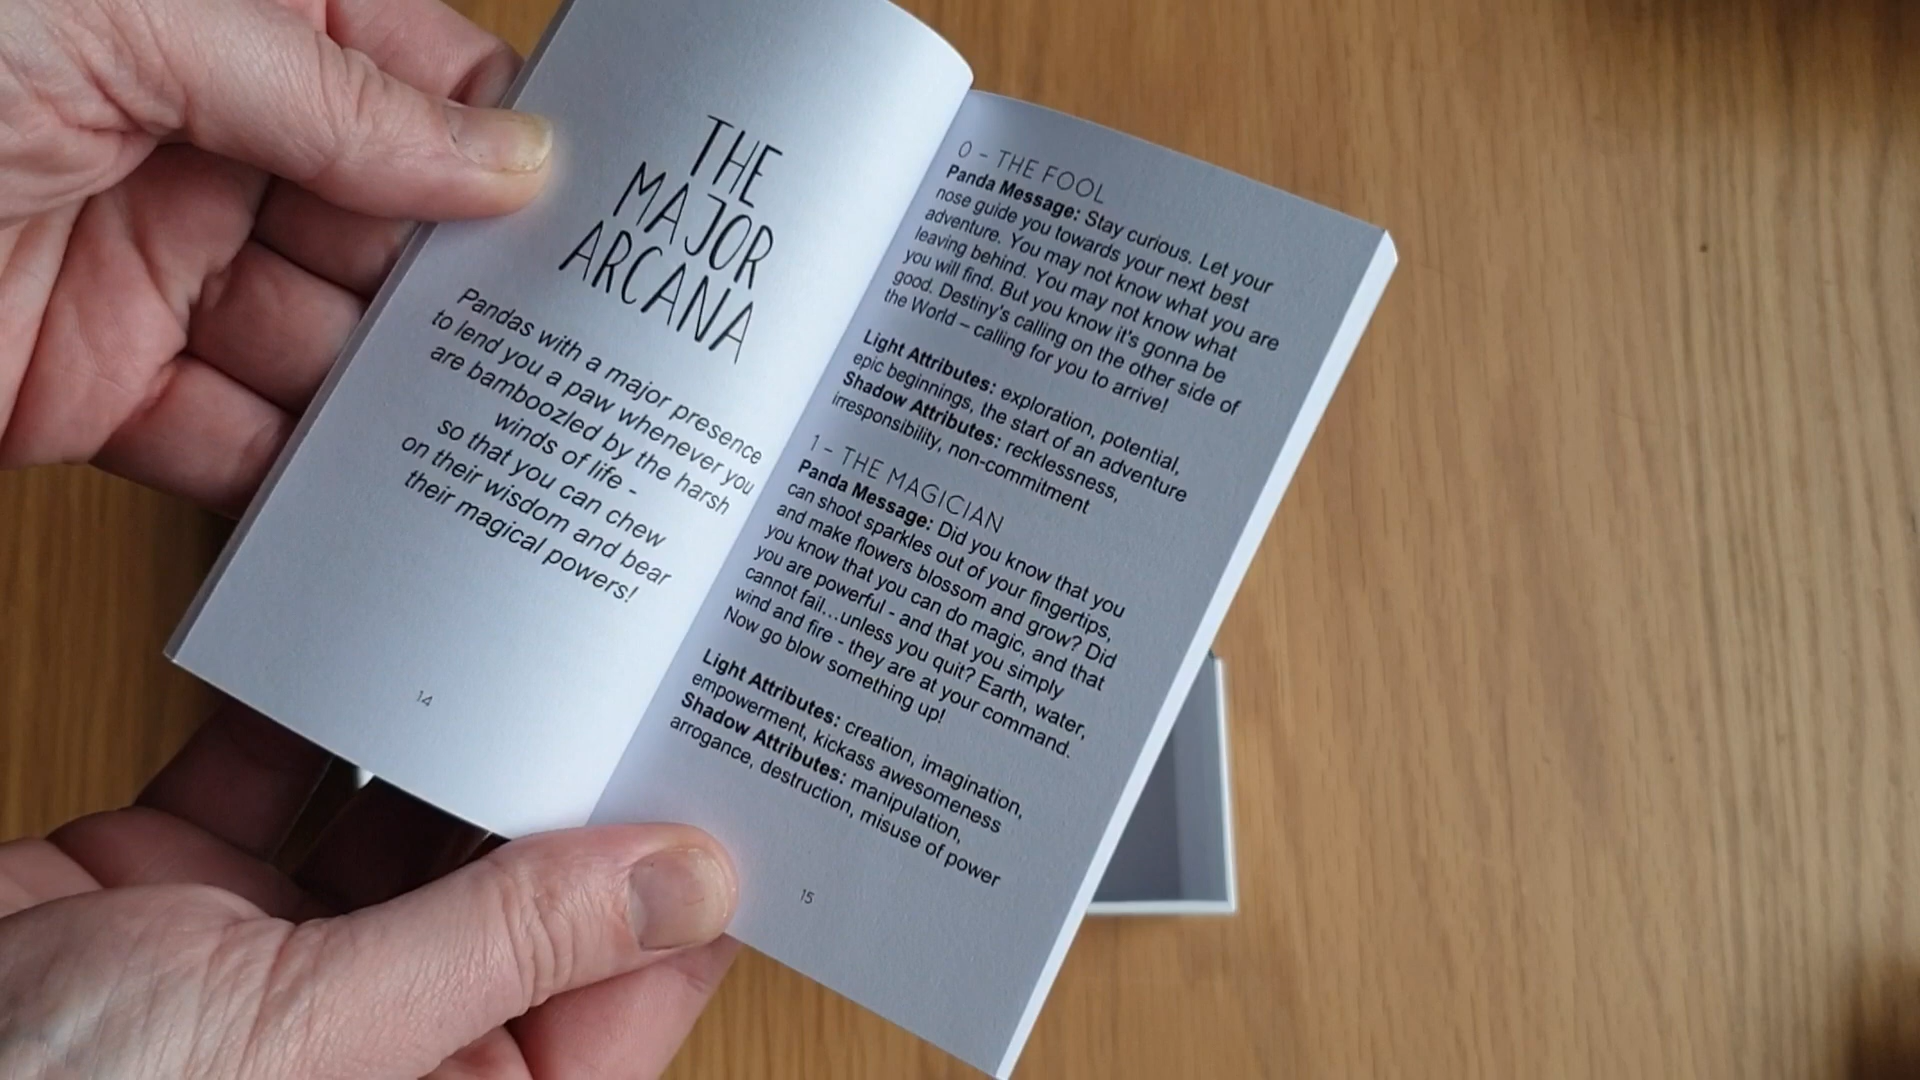 THE
MAJOR
ARCANA
Pandas with a major presence
to lend you a paw whenever you
are bamboozled by the harsh
winds of life -
so that you can chew
on their wisdom and bear
their magical powers!
14
0 - THE FOOL
Panda Message: Stay curious. Let your
nose guide you towards your next best
adventure. You may not know what you are
leaving behind. You may not know what
you will find. But you know it's gonna be
good. Destiny's calling on the other side of
the World – calling for you to arrive!
Light Attributes: exploration, potential,
epic beginnings, the start of an adventure
Shadow Attributes: recklessness,
irresponsibility, non-commitment
1 - THE MAGICIAN
Panda Message: Did you know that you
can shoot sparkles out of your fingertips,
and make flowers blossom and grow? Did
you know that you can do magic, and that
you are powerful - and that you simply
cannot fail...unless you quit? Earth, water,
wind and fire - they are at your command.
Now go blow something up!
Light Attributes: creation, imagination,
empowerment, kickass awesomeness
Shadow Attributes: manipulation,
arrogance, destruction, misuse of power
15